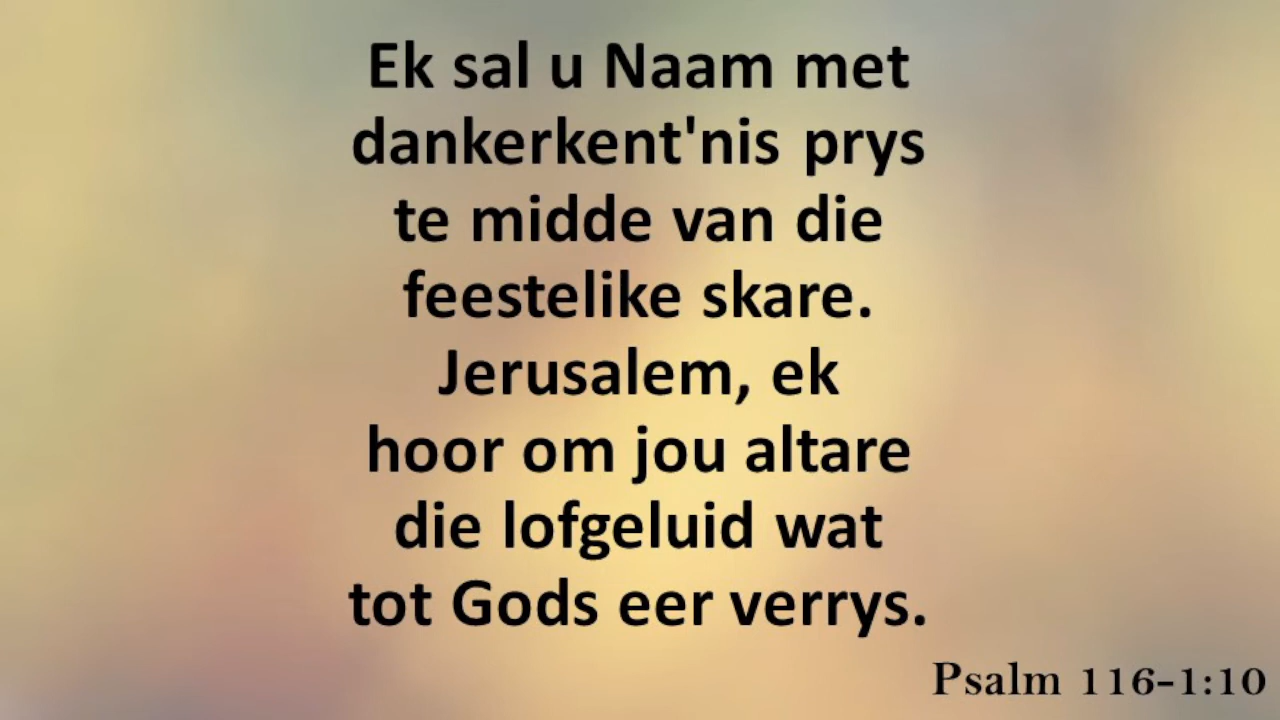 Ek sal u Naam met
dankerkent'nis prys
te midde van die
feestelike skare.
Jerusalem, ek
hoor om jou altare
die lofgeluid wat
tot Gods eer verrys.
Psalm 116-1:10